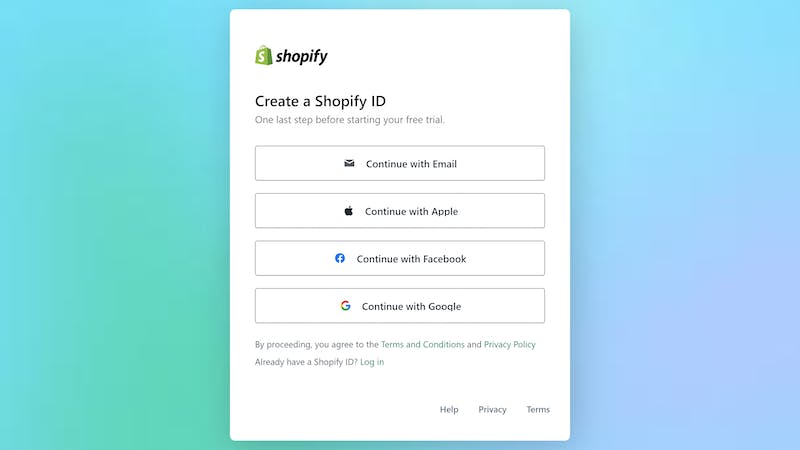 shopify
Create a Shopify ID
One last step before starting your free trial.
Continue with Email
Continue with Apple
Continue with Facebook
Continue with Google
By proceeding, you agree to the Terms and Conditions and Privacy Policy
Already have a Shopify ID? Log in
Help Privacy Terms